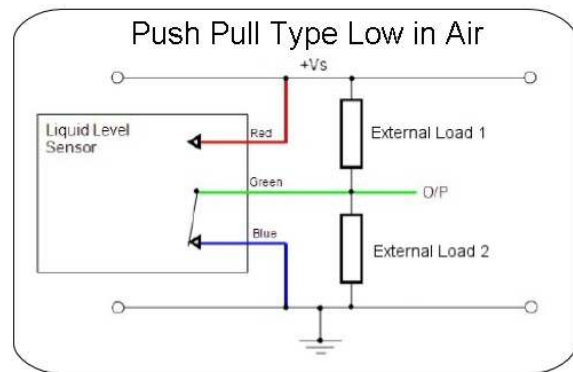 Push Pull Type Low in Air
+Vs
Liquid Level
Sensor
Red
External Load 1
Green
O/P
Blue
External Load 2